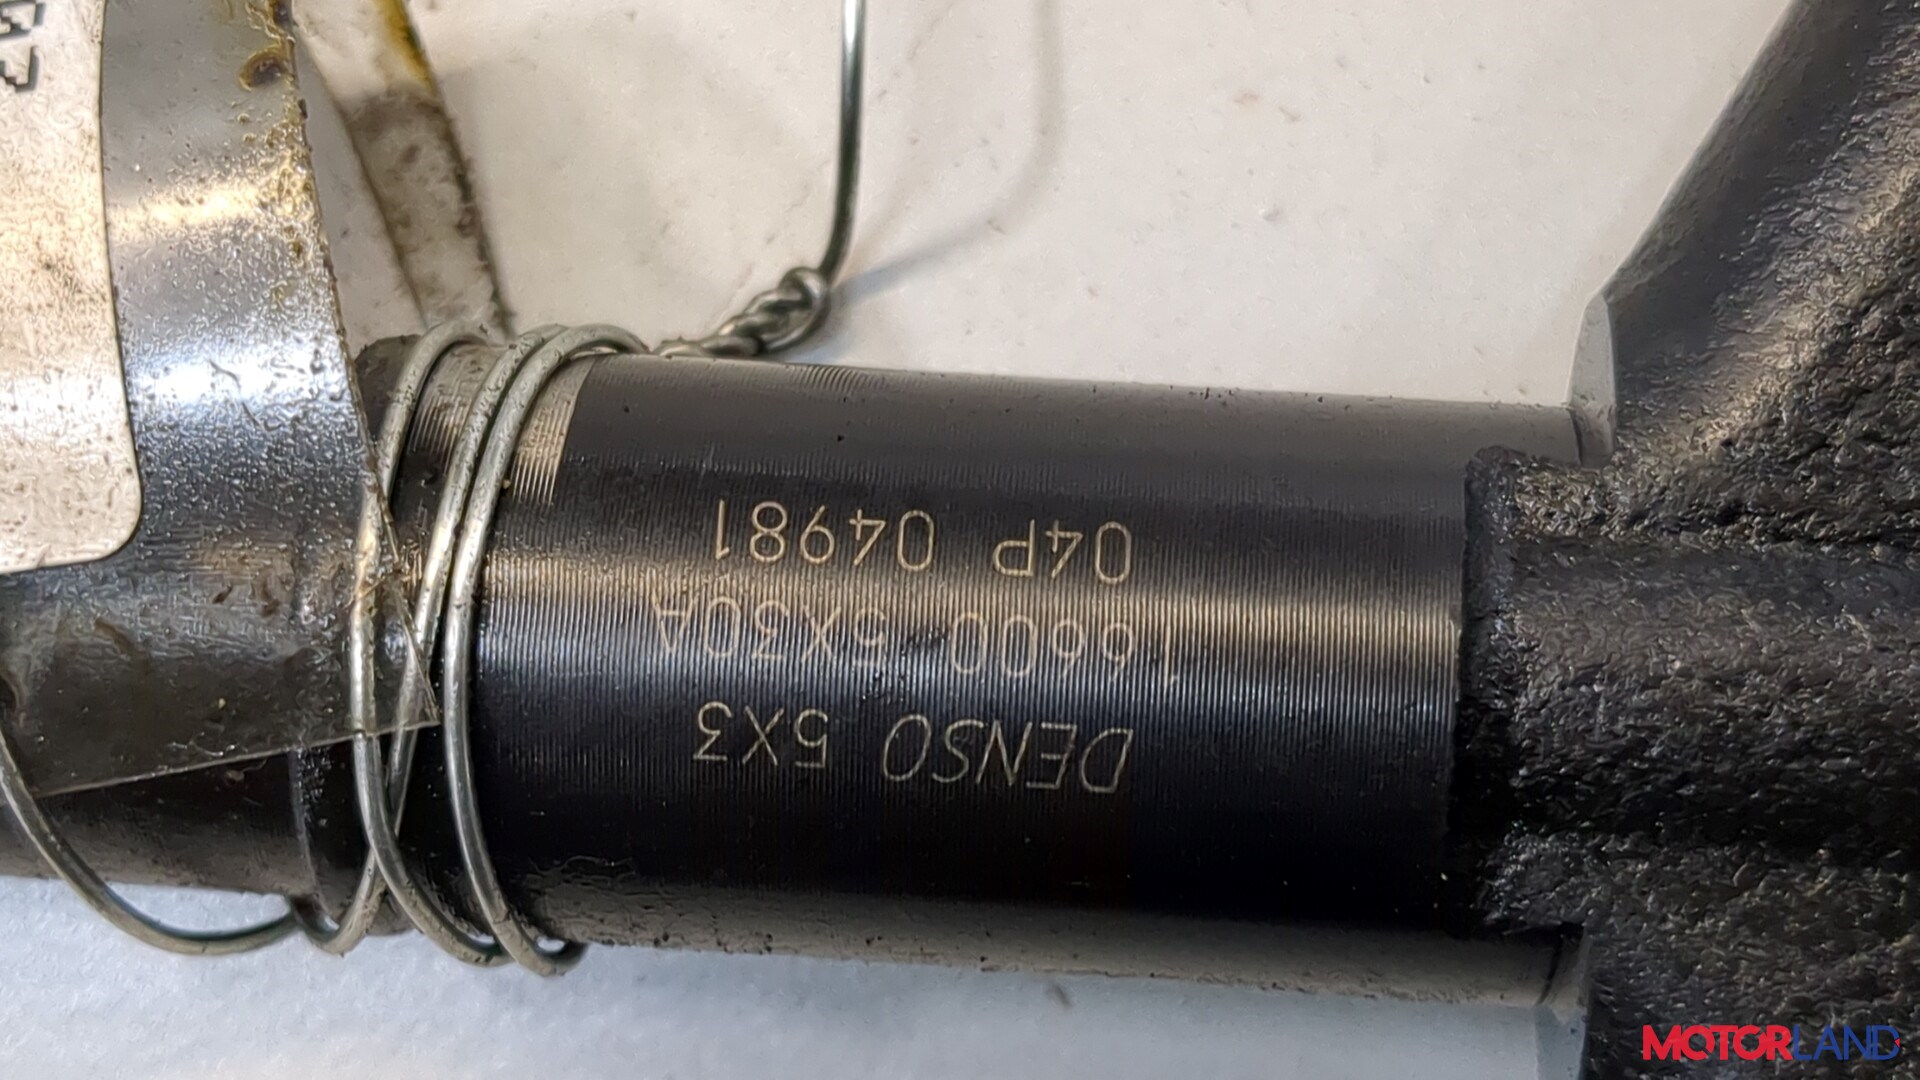 DENSO 5X3
16600 5X30A
04P 04981
MOTORLAND